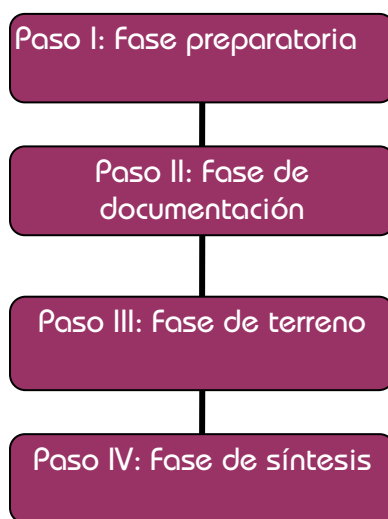 Paso I: Fase preparatoria
Paso II: Fase de
documentación
Paso III: Fase de terreno
Paso IV: Fase de síntesis